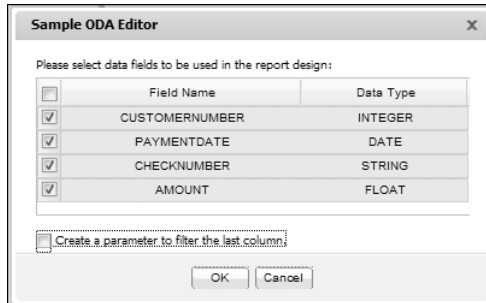 Sample ODA Editor x
Please select data fields to be used in the report design:
Field Name Data Type
CUSTOMERNUMBER INTEGER
PAYMENTDATE DATE
CHECKNUMBER STRING
AMOUNT FLOAT
Create a parameter to filter the last column.
OK Cancel